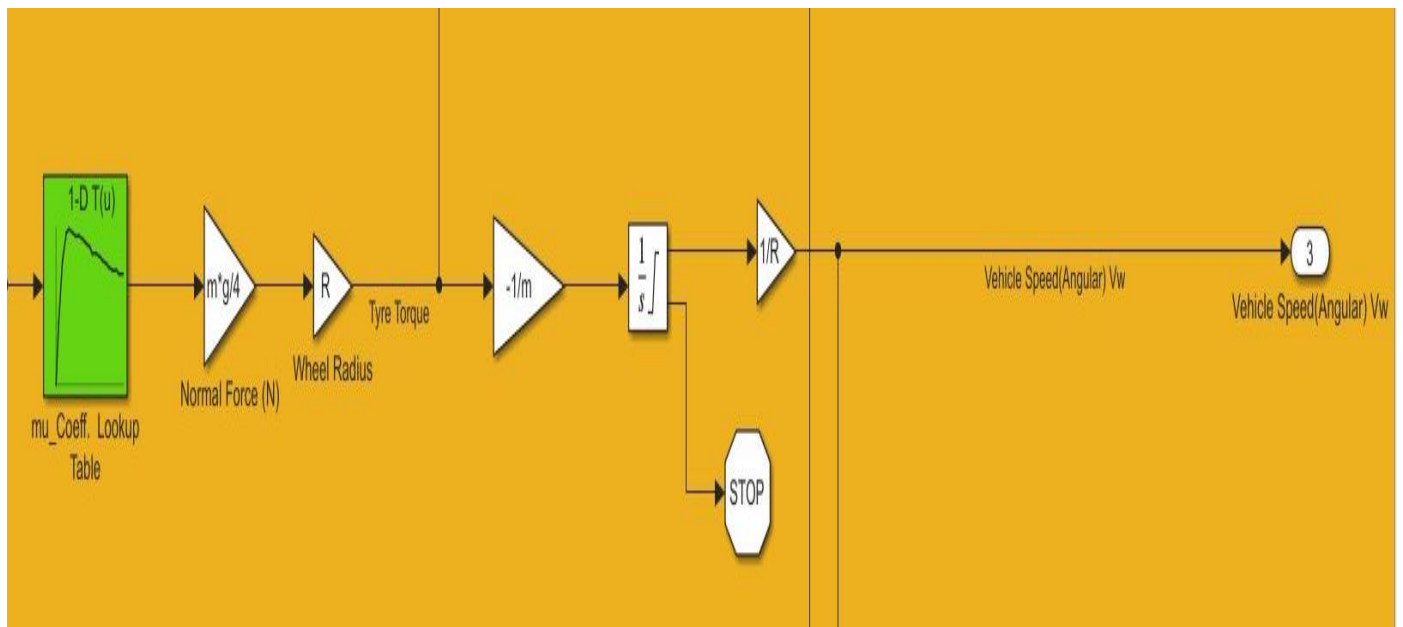 1-D T(u)
mu_Coeff. Lookup
Table
m*g/4
Normal Force (N)
R
Wheel Radius
Tyre Torque
-1/m
1
s
STOP
1/R
Vehicle Speed(Angular) Vw
3
Vehicle Speed(Angular) Vw